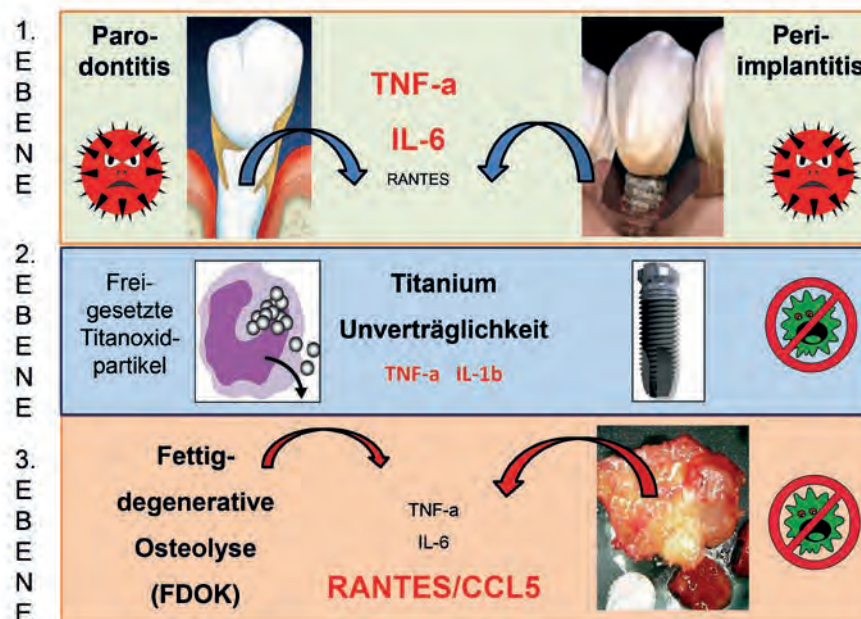 1.
E
B
E
N
E
Paro-
dontitis
TNF-a
IL-6
RANTES
Peri-
implantitis
2.
E
B
E
N
E
Frei-
gesetzte
Titanoxid-
partikel
Titanium
Unverträglichkeit
TNF-a IL-1b
3.
E
B
E
N
E
Fettig-
degenerative
Osteolyse
(FDOK)
TNF-a
IL-6
RANTES/CCL5